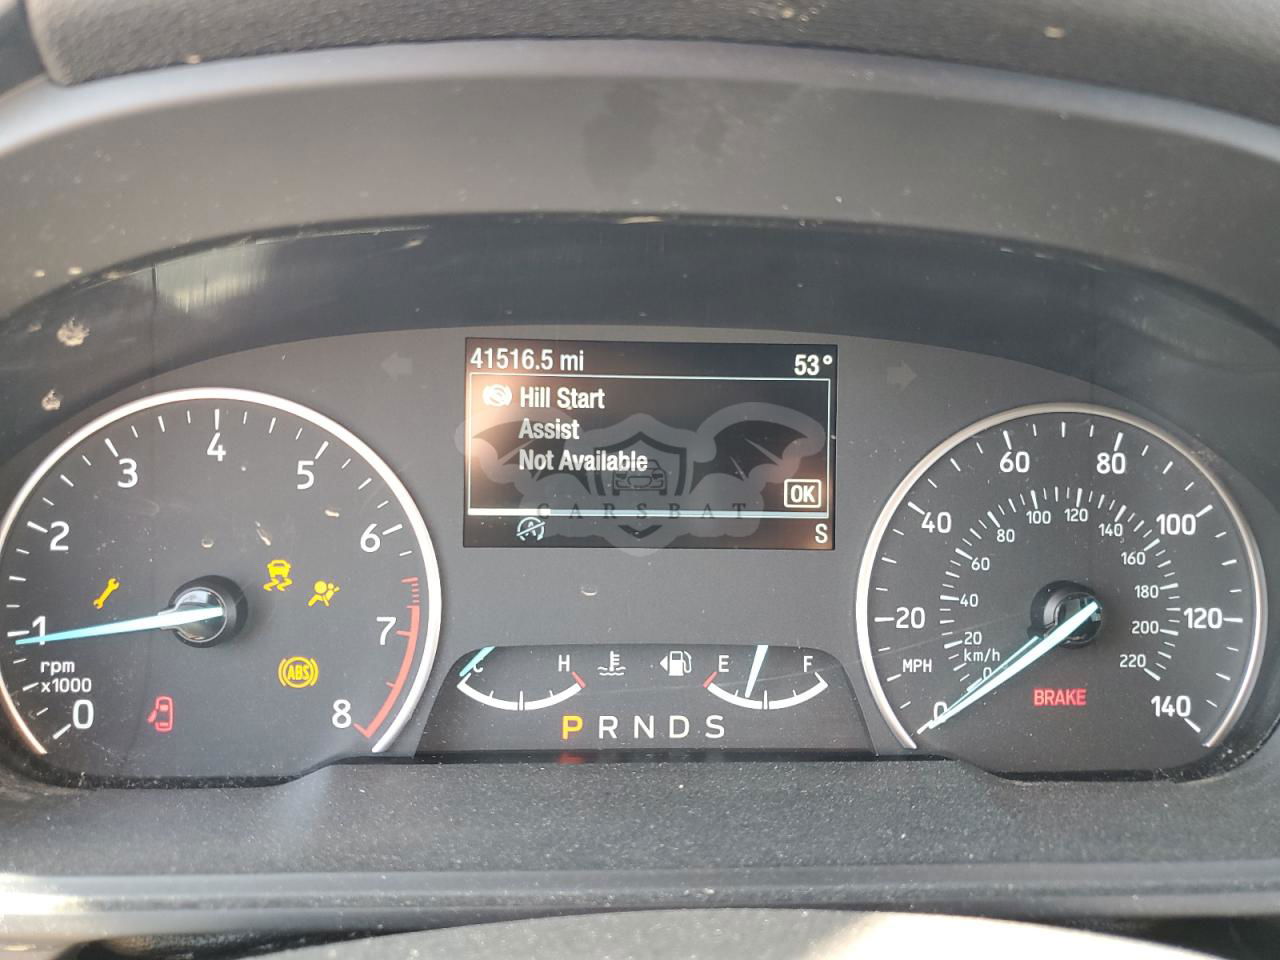 41516.5 mi 53°
Hill Start
Assist
Not Available
OK
CARSBAT
S
0 1 2 3 4 5 6 7 8
rpm
x1000
ABS
C H E F
P R N D S
0 20 40 60 80 100 120 140
MPH
0 20 40 60 80 100 120 140 160 180 200 220
km/h
BRAKE